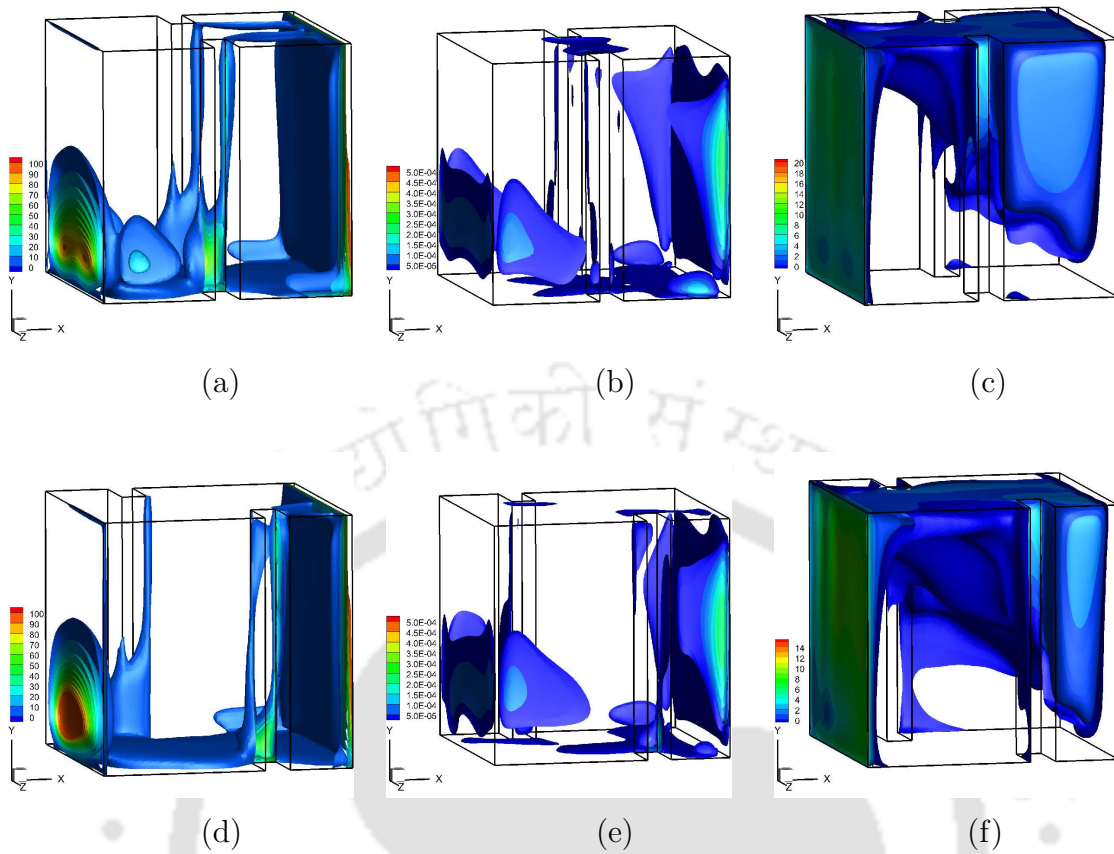 100
90
80
70
60
50
40
30
20
10
0
Y
Z
X
5.0E-04
4.5E-04
4.0E-04
3.5E-04
3.0E-04
2.5E-04
2.0E-04
1.5E-04
1.0E-04
5.0E-05
Y
Z
X
20
18
16
14
12
10
8
6
4
2
0
Y
Z
X
(a)
(b)
(c)
100
90
80
70
60
50
40
30
20
10
0
Y
Z
X
5.0E-04
4.5E-04
4.0E-04
3.5E-04
3.0E-04
2.5E-04
2.0E-04
1.5E-04
1.0E-04
5.0E-05
Y
Z
X
14
12
10
8
6
4
2
0
Y
Z
X
(d)
(e)
(f)